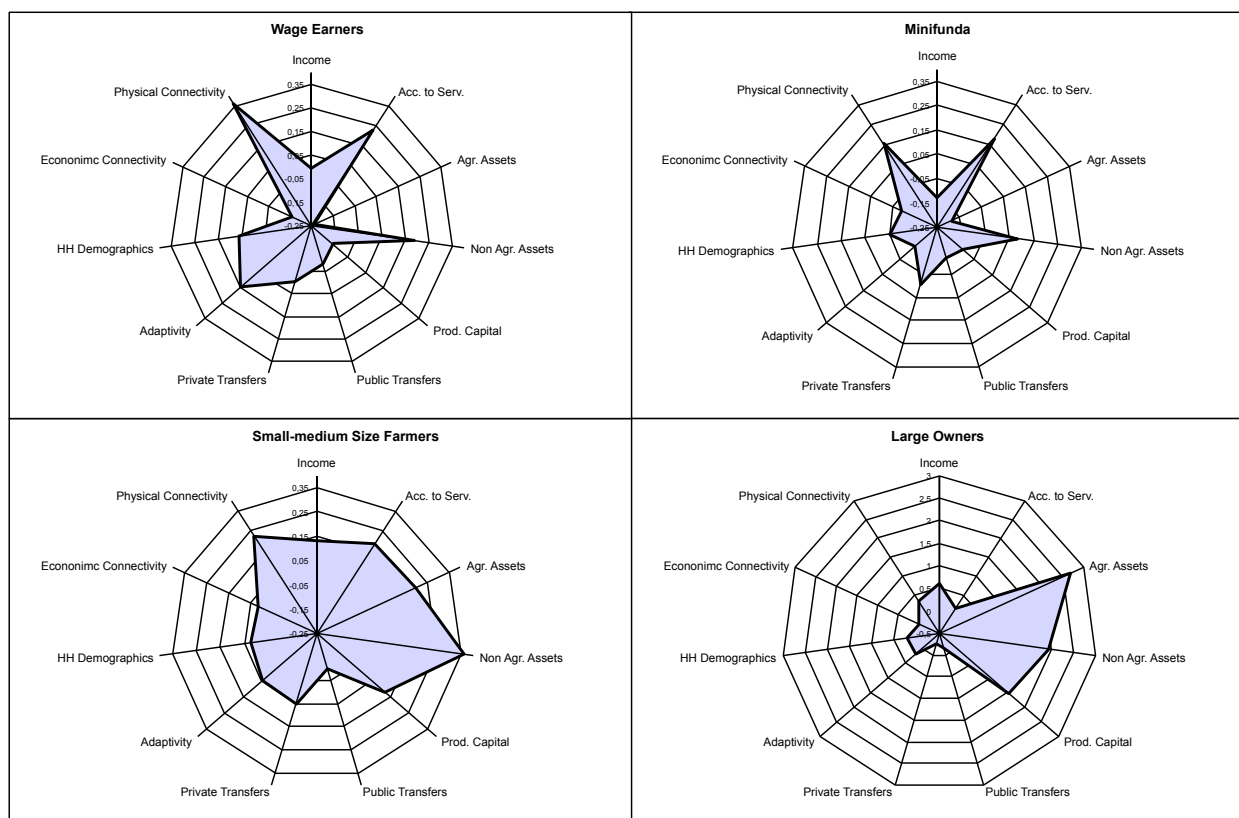 Wage Earners
Income
0,35
0,25
0,15
0,05
-0,05
-0,15
-0,25
Acc. to Serv.
Agr. Assets
Non Agr. Assets
Prod. Capital
Public Transfers
Private Transfers
Adaptivity
HH Demographics
Econonimc Connectivity
Physical Connectivity
Minifunda
Income
0,35
0,25
0,15
0,05
-0,05
-0,15
-0,25
Acc. to Serv.
Agr. Assets
Non Agr. Assets
Prod. Capital
Public Transfers
Private Transfers
Adaptivity
HH Demographics
Econonimc Connectivity
Physical Connectivity
Small-medium Size Farmers
Income
0,35
0,25
0,15
0,05
-0,05
-0,15
-0,25
Acc. to Serv.
Agr. Assets
Non Agr. Assets
Prod. Capital
Public Transfers
Private Transfers
Adaptivity
HH Demographics
Econonimc Connectivity
Physical Connectivity
Large Owners
Income
3
2,5
2
1,5
1
0,5
0
-0,5
Acc. to Serv.
Agr. Assets
Non Agr. Assets
Prod. Capital
Public Transfers
Private Transfers
Adaptivity
HH Demographics
Econonimc Connectivity
Physical Connectivity